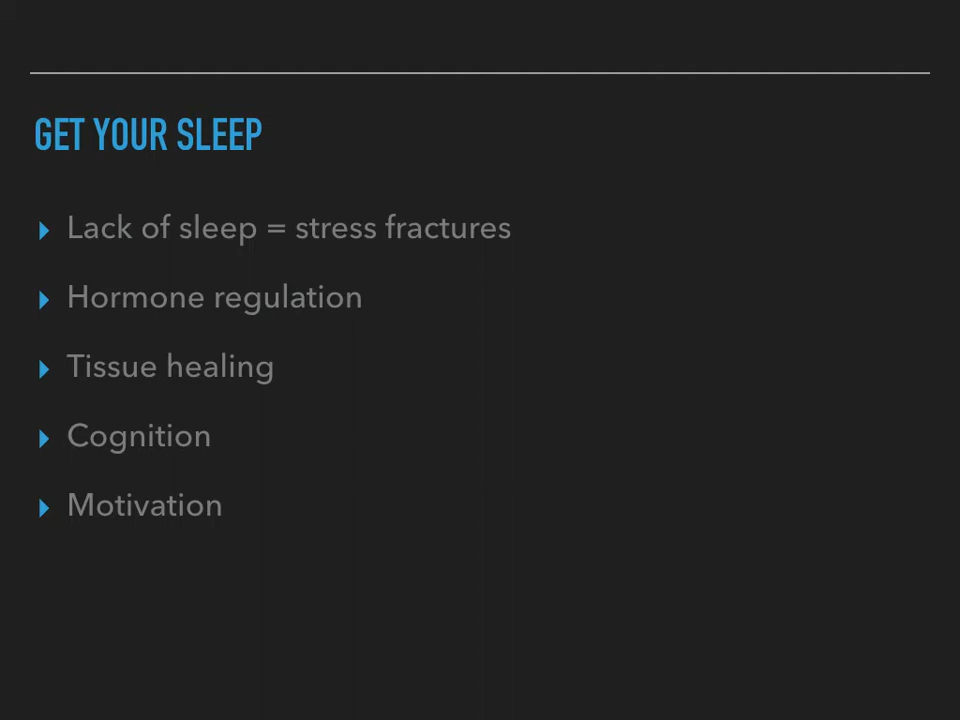 GET YOUR SLEEP
Lack of sleep = stress fractures
Hormone regulation
Tissue healing
Cognition
Motivation